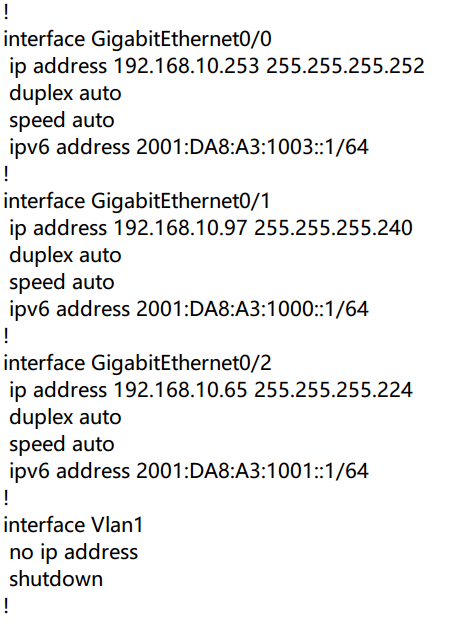 !
interface GigabitEthernet0/0
 ip address 192.168.10.253 255.255.255.252
 duplex auto
 speed auto
 ipv6 address 2001:DA8:A3:1003::1/64
!
interface GigabitEthernet0/1
 ip address 192.168.10.97 255.255.255.240
 duplex auto
 speed auto
 ipv6 address 2001:DA8:A3:1000::1/64
!
interface GigabitEthernet0/2
 ip address 192.168.10.65 255.255.255.224
 duplex auto
 speed auto
 ipv6 address 2001:DA8:A3:1001::1/64
!
interface Vlan1
 no ip address
 shutdown
!